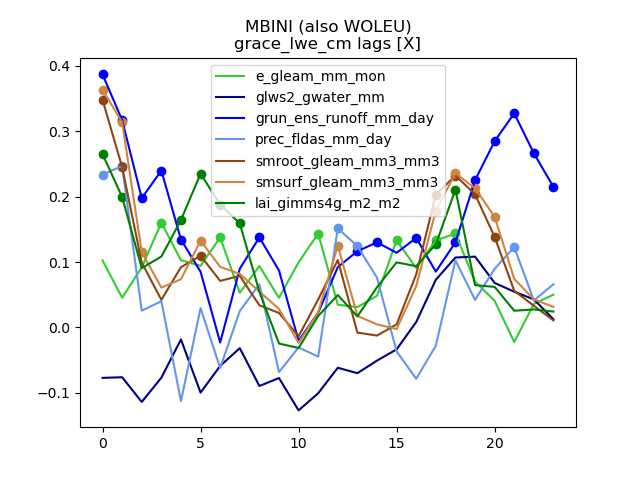 MBINI (also WOLEU)
grace_lwe_cm lags [X]
0.4
0.3
0.2
0.1
0.0
−0.1
0
5
10
15
20
e_gleam_mm_mon
glws2_gwater_mm
grun_ens_runoff_mm_day
prec_fldas_mm_day
smroot_gleam_mm3_mm3
smsurf_gleam_mm3_mm3
lai_gimms4g_m2_m2